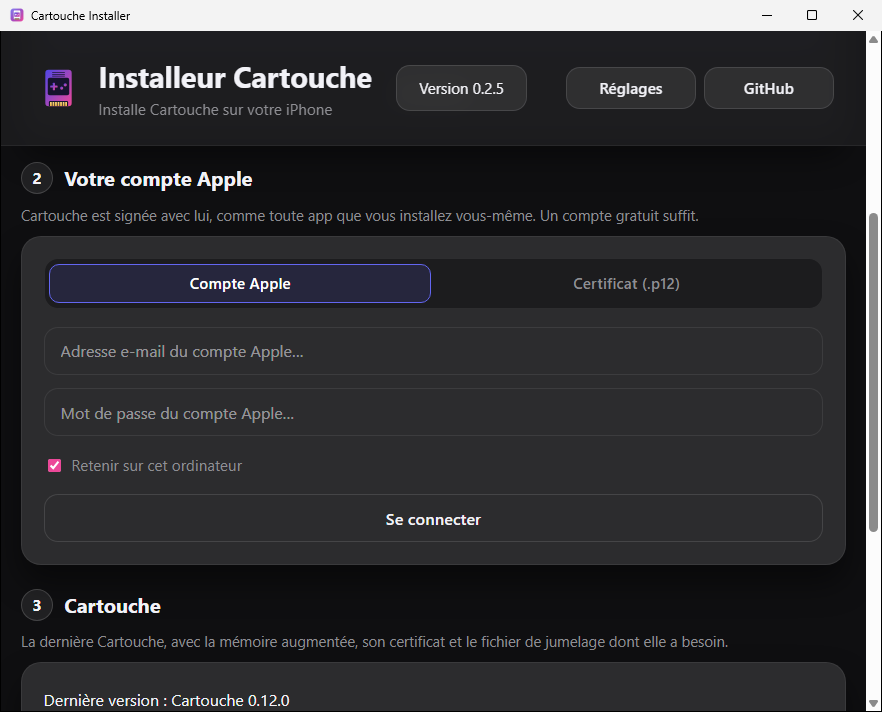 Cartouche Installer
Installeur Cartouche
Installe Cartouche sur votre iPhone
Version 0.2.5
Réglages
GitHub
2 Votre compte Apple
Cartouche est signée avec lui, comme toute app que vous installez vous-même. Un compte gratuit suffit.
Compte Apple
Certificat (.p12)
Adresse e-mail du compte Apple...
Mot de passe du compte Apple...
Retenir sur cet ordinateur
Se connecter
3 Cartouche
La dernière Cartouche, avec la mémoire augmentée, son certificat et le fichier de jumelage dont elle a besoin.
Dernière version : Cartouche 0.12.0